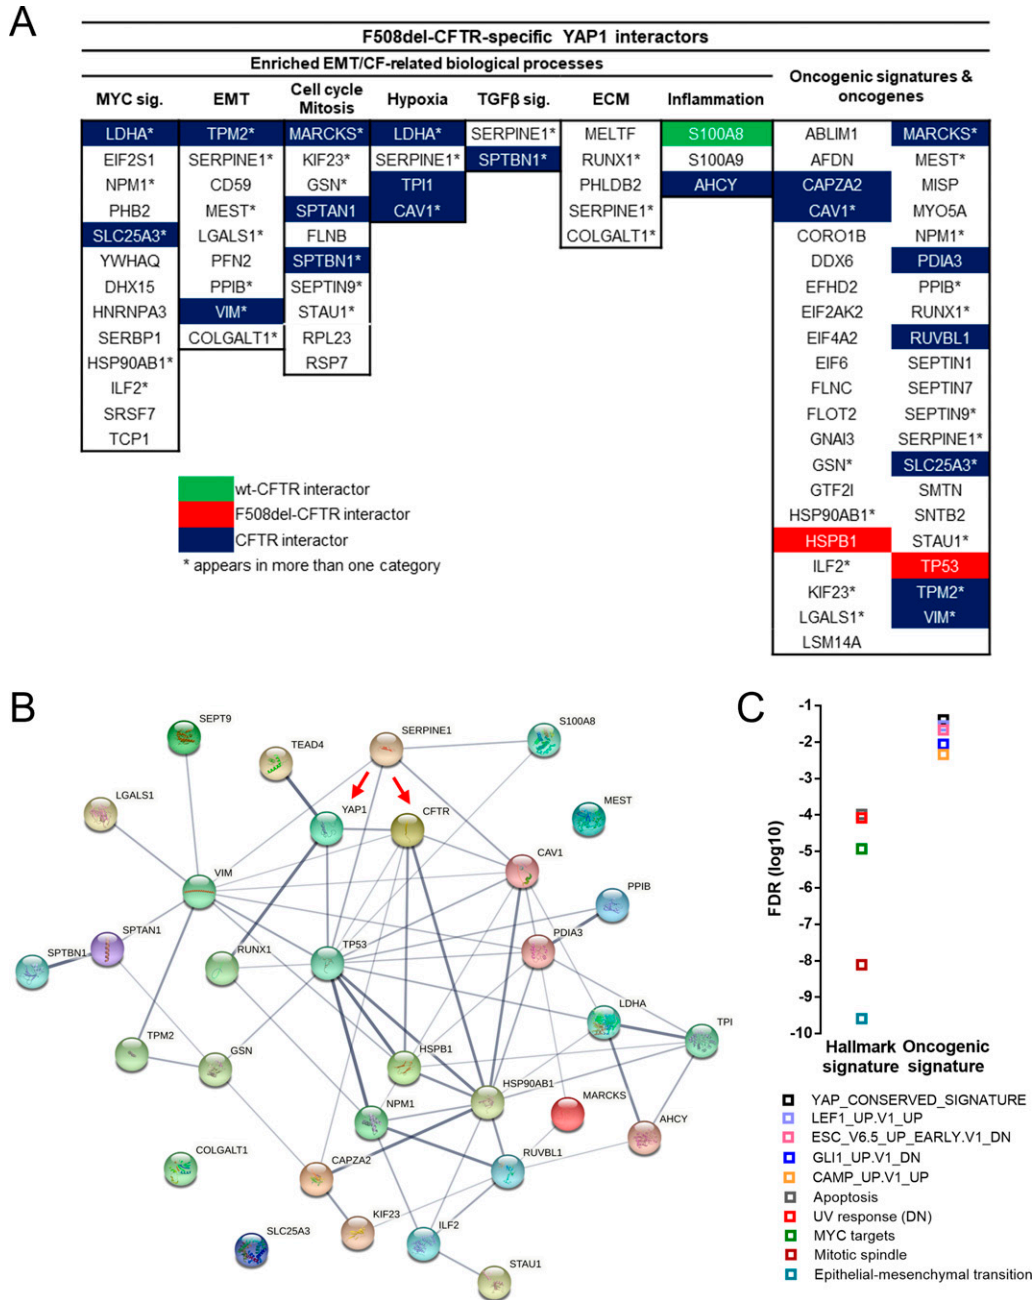 A
F508del-CFTR-specific YAP1 interactors
Enriched EMT/CF-related biological processes
Oncogenic signatures & oncogenes
MYC sig.
EMT
Cell cycle Mitosis
Hypoxia
TGFβ sig.
ECM
Inflammation
LDHA* TPM2* MARCKS* LDHA* SERPINE1* MELTF S100A8 ABLIM1 MARCKS*
EIF2S1 SERPINE1* KIF23* SERPINE1* SPTBN1* RUNX1* S100A9 AFDN MEST*
NPM1* CD59 GSN* TPI1 PHLDB2 AHCY CAPZA2 MISP
PHB2 MEST* SPTAN1 CAV1* SERPINE1* CAV1* MYO5A
SLC25A3* LGALS1* FLNB COLGALT1* CORO1B NPM1*
YWHAQ PFN2 SPTBN1* DDX6 PDIA3
DHX15 PPIB* SEPTIN9* EFHD2 PPIB*
HNRNPA3 VIM* STAU1* EIF2AK2 RUNX1*
SERBP1 COLGALT1* RPL23 EIF4A2 RUVBL1
HSP90AB1* RSP7 EIF6 SEPTIN1
ILF2* FLNC SEPTIN7
SRSF7 FLOT2 SEPTIN9*
TCP1 GNAI3 SERPINE1*
GSN* SLC25A3*
GTF2I SMTN
HSP90AB1* SNTB2
HSPB1 STAU1*
ILF2* TP53
KIF23* TPM2*
LGALS1* VIM*
LSM14A
wt-CFTR interactor
F508del-CFTR interactor
CFTR interactor
* appears in more than one category
B
SEPT9
SERPINE1
S100A8
TEAD4
LGALS1
YAP1
CFTR
MEST
VIM
CAV1
PPIB
SPTAN1
SPTBN1
RUNX1
TP53
PDIA3
LDHA
TPI
TPM2
GSN
HSPB1
HSP90AB1
MARCKS
NPM1
AHCY
COLGALT1
CAPZA2
RUVBL1
KIF23
ILF2
SLC25A3
STAU1
C
FDR (log10)
-1
-2
-3
-4
-5
-6
-7
-8
-9
-10
Hallmark signature
Oncogenic signature
YAP_CONSERVED_SIGNATURE
LEF1_UP.V1_UP
ESC_V6.5_UP_EARLY.V1_DN
GLI1_UP.V1_DN
CAMP_UP.V1_UP
Apoptosis
UV response (DN)
MYC targets
Mitotic spindle
Epithelial-mesenchymal transition